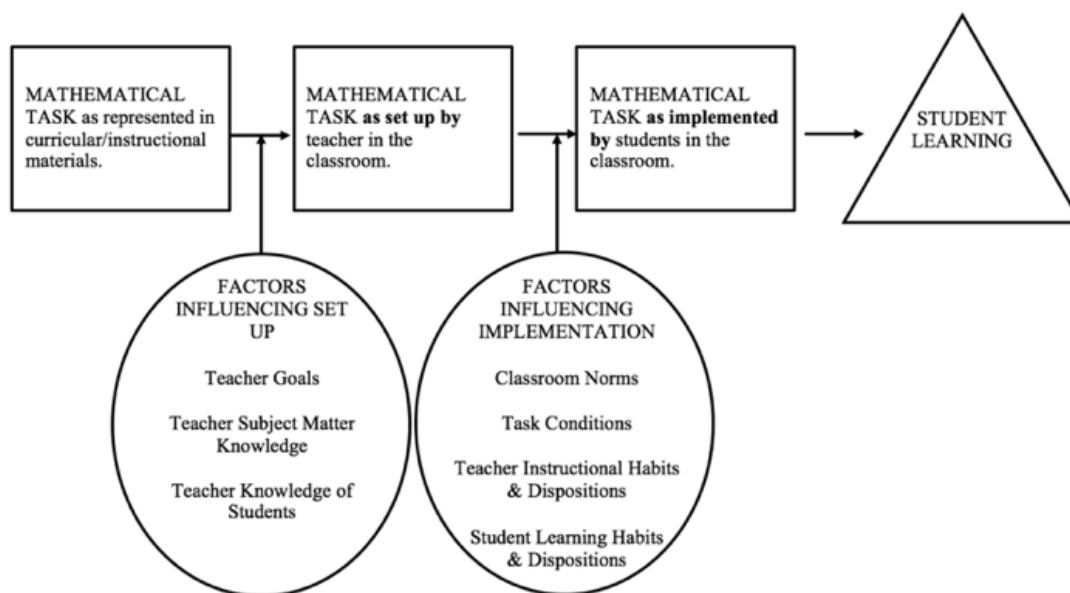 MATHEMATICAL
TASK as represented in
curricular/instructional
materials.
MATHEMATICAL
TASK as set up by
teacher in the
classroom.
MATHEMATICAL
TASK as implemented
by students in the
classroom.
STUDENT
LEARNING
FACTORS
INFLUENCING SET
UP
Teacher Goals
Teacher Subject Matter
Knowledge
Teacher Knowledge of
Students
FACTORS
INFLUENCING
IMPLEMENTATION
Classroom Norms
Task Conditions
Teacher Instructional Habits
& Dispositions
Student Learning Habits
& Dispositions